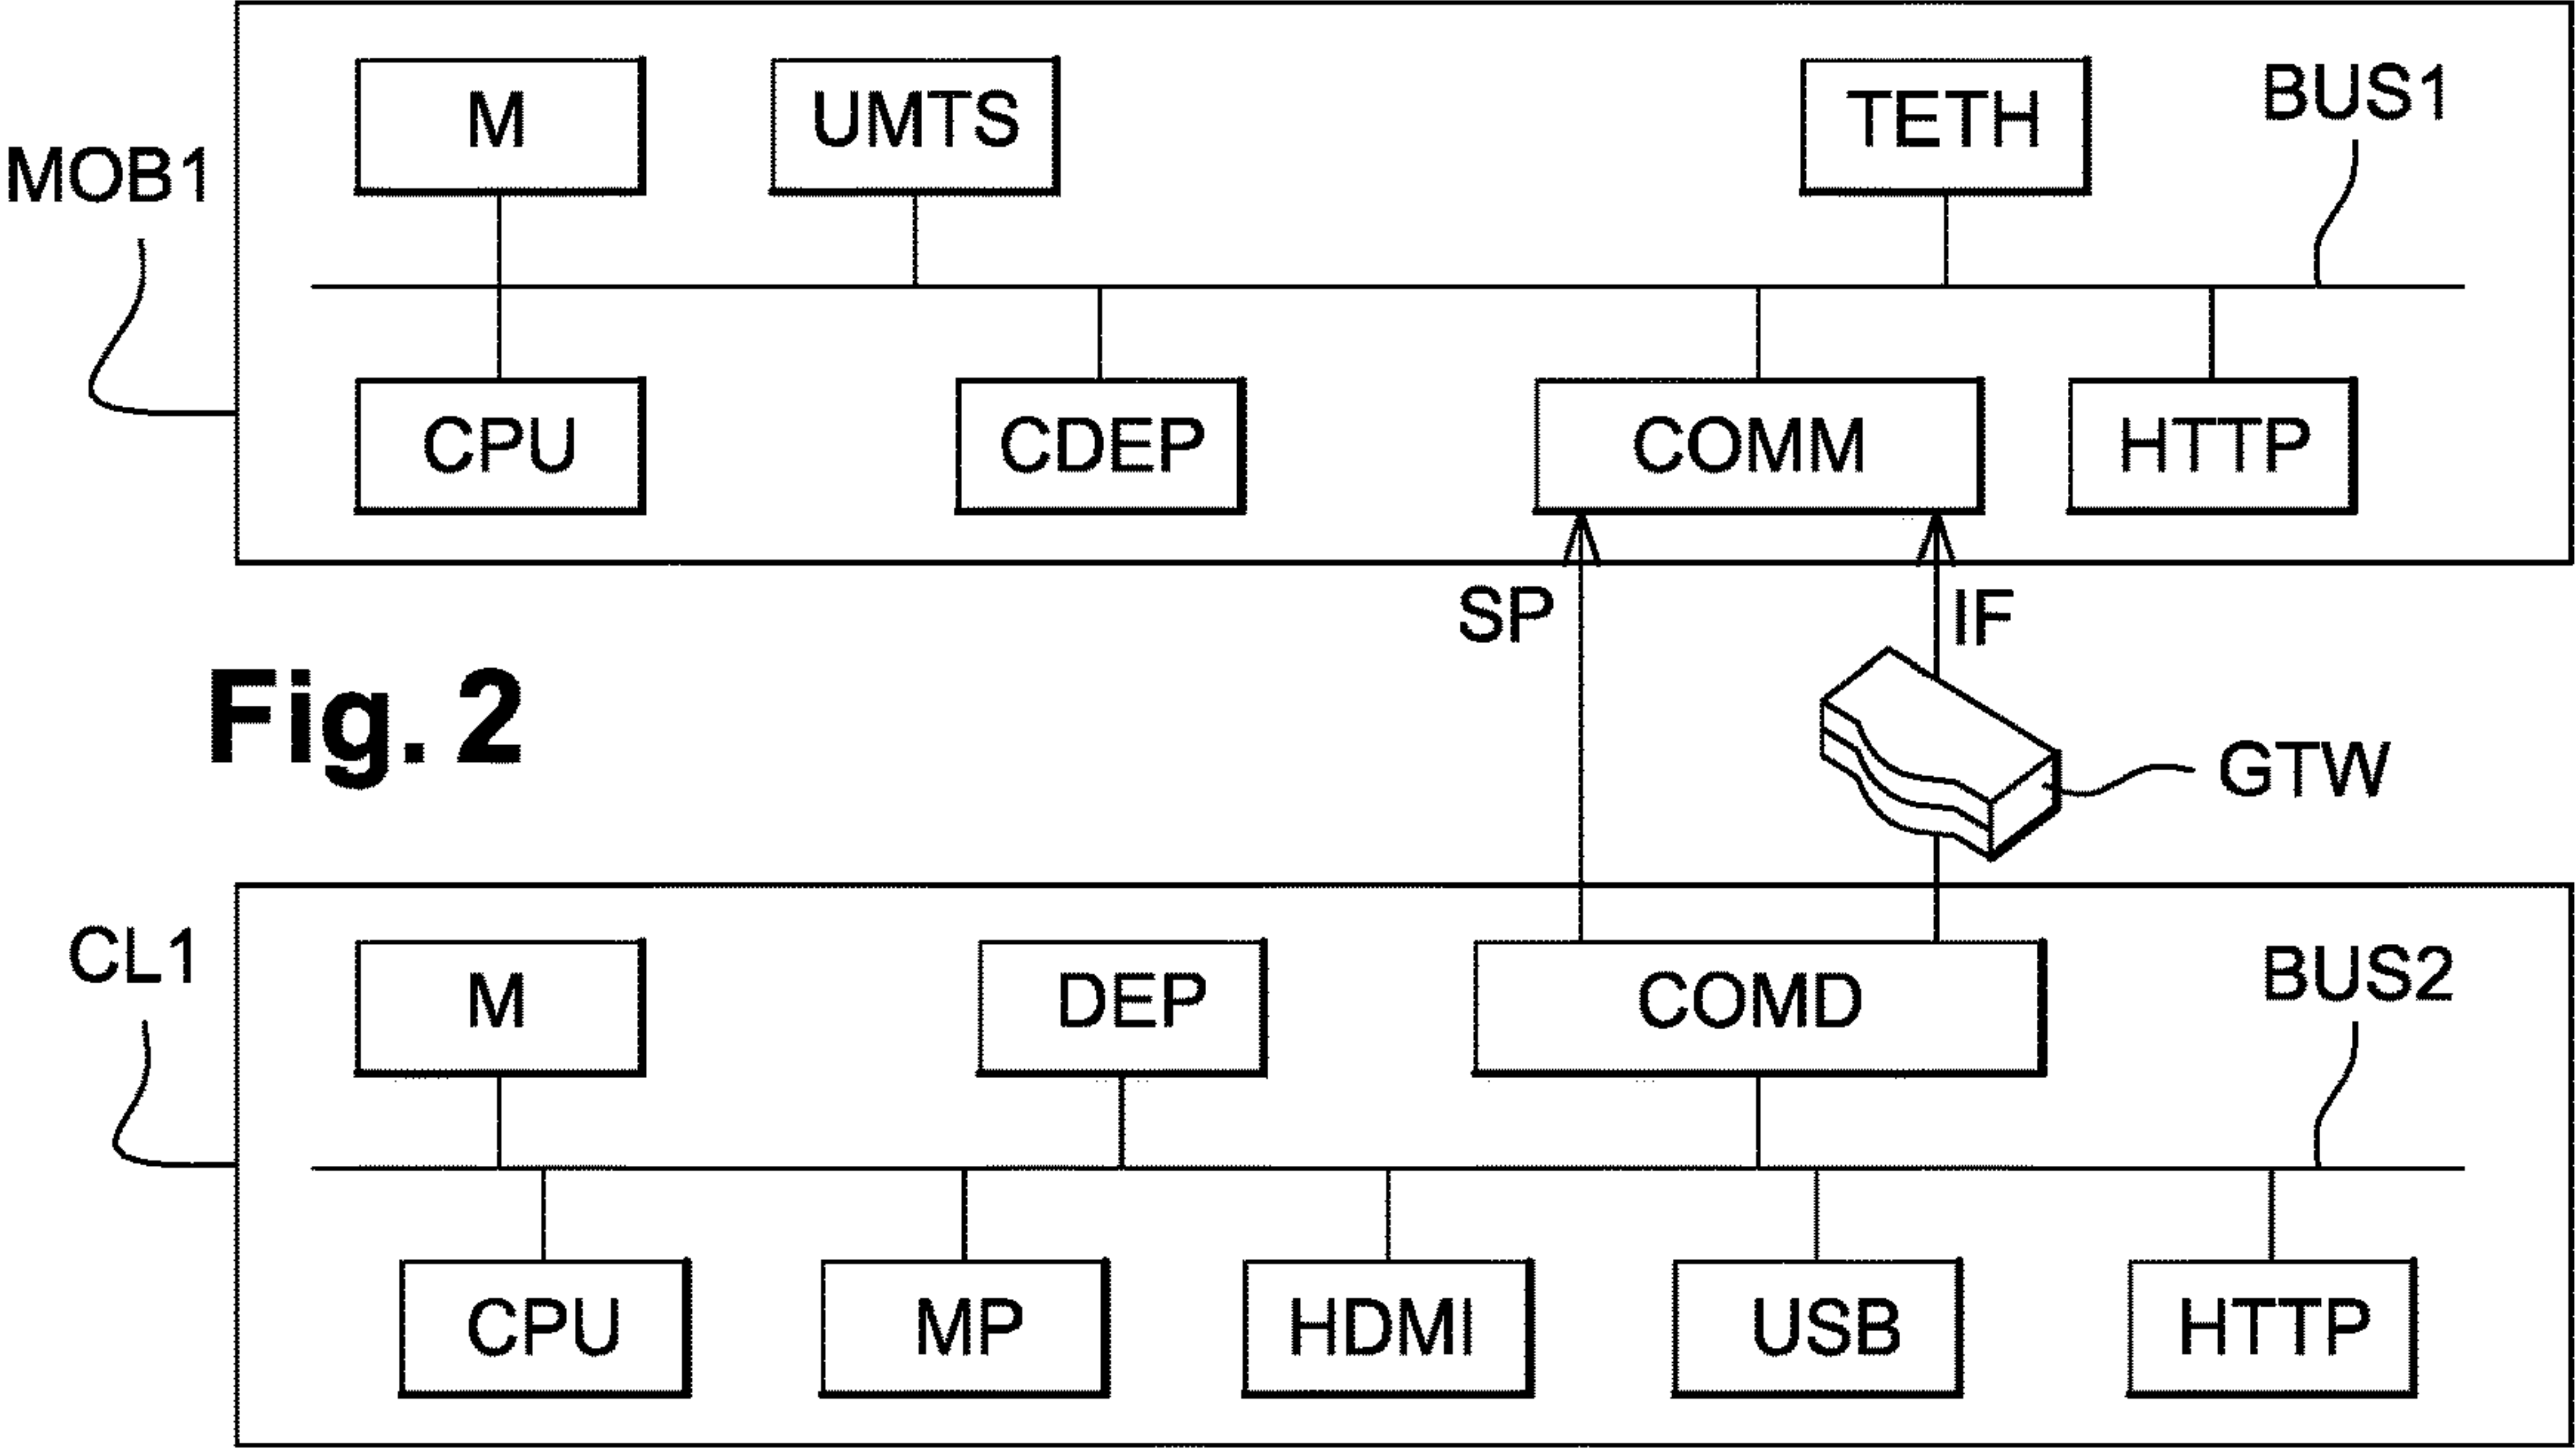 M
UMTS
TETH
BUS1
MOB1
CPU
CDEP
COMM
HTTP
SP
IF
Fig. 2
GTW
CL1
M
DEP
COMD
BUS2
CPU
MP
HDMI
USB
HTTP